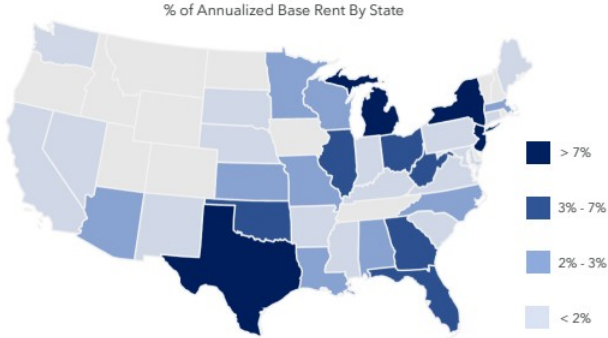 % of Annualized Base Rent By State
> 7%
3% - 7%
2% - 3%
< 2%